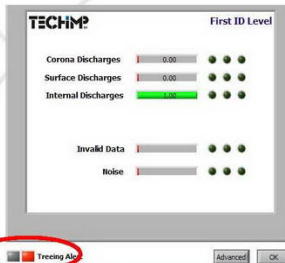 TECHIMP
First ID Level
Corona Discharges 0.00
Surface Discharges 0.00
Internal Discharges 1.00
Invalid Data
Noise
Treeing Alert
Advanced OK